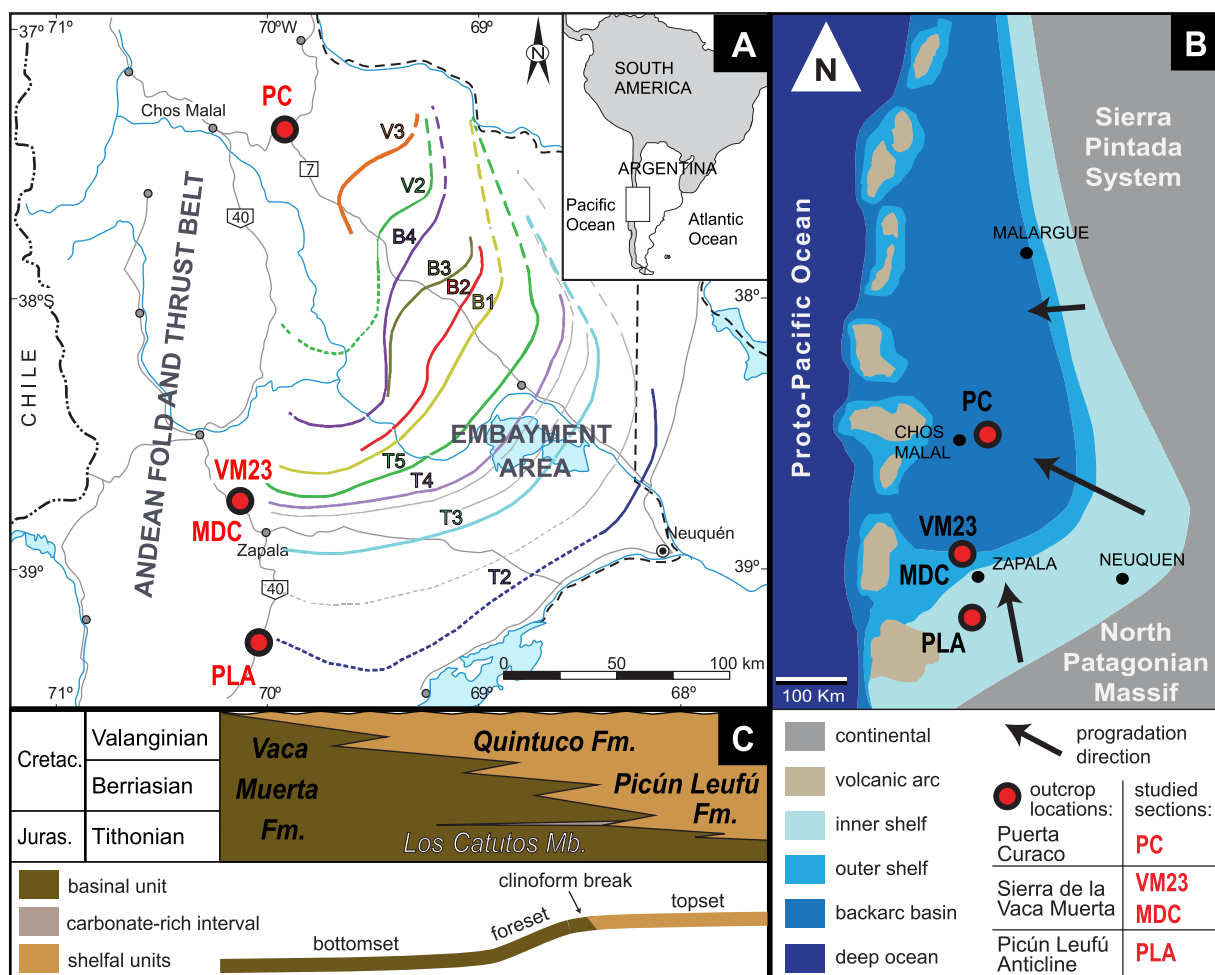 37°
71°
70°W
69°
N
A
Chos Malal
PC
7
V3
V2
40
B4
B3
B2
B1
SOUTH
AMERICA
ARGENTINA
Pacific
Ocean
Atlantic
Ocean
38°S
38°
CHILE
ANDEAN FOLD AND THRUST BELT
EMBAYMENT
AREA
VM23
MDC
T5
T4
T3
Zapala
Neuquén
39°
39°
40
T2
PLA
0
50
100 km
71°
70°
69°
68°
B
N
Sierra
Pintada
System
Proto-Pacific Ocean
MALARGUE
PC
CHOS
MALAL
VM23
MDC
ZAPALA
NEUQUEN
PLA
North
Patagonian
Massif
100 Km
C
Cretac.
Valanginian
Berriasian
Juras.
Tithonian
Vaca
Muerta
Fm.
Quintuco Fm.
Picún Leufú
Fm.
Los Catutos Mb.
basinal unit
carbonate-rich interval
shelfal units
clinoform break
bottomset
foreset
topset
continental
volcanic arc
inner shelf
outer shelf
backarc basin
deep ocean
progradation
direction
outcrop
locations:
studied
sections:
Puerta
Curaco
PC
Sierra de la
Vaca Muerta
VM23
MDC
Picún Leufú
Anticline
PLA